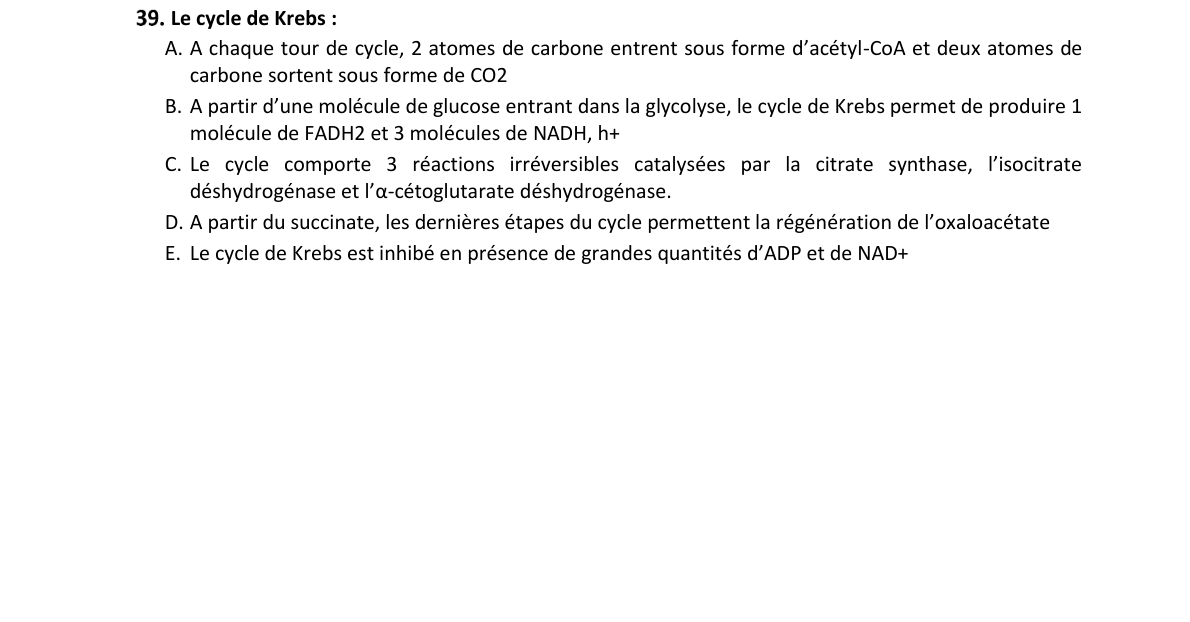 39. Le cycle de Krebs :
A. A chaque tour de cycle, 2 atomes de carbone entrent sous forme d’acétyl-CoA et deux atomes de
carbone sortent sous forme de CO2
B. A partir d’une molécule de glucose entrant dans la glycolyse, le cycle de Krebs permet de produire 1
molécule de FADH2 et 3 molécules de NADH, h+
C. Le cycle comporte 3 réactions irréversibles catalysées par la citrate synthase, l’isocitrate
déshydrogénase et l’α-cétoglutarate déshydrogénase.
D. A partir du succinate, les dernières étapes du cycle permettent la régénération de l’oxaloacétate
E. Le cycle de Krebs est inhibé en présence de grandes quantités d’ADP et de NAD+